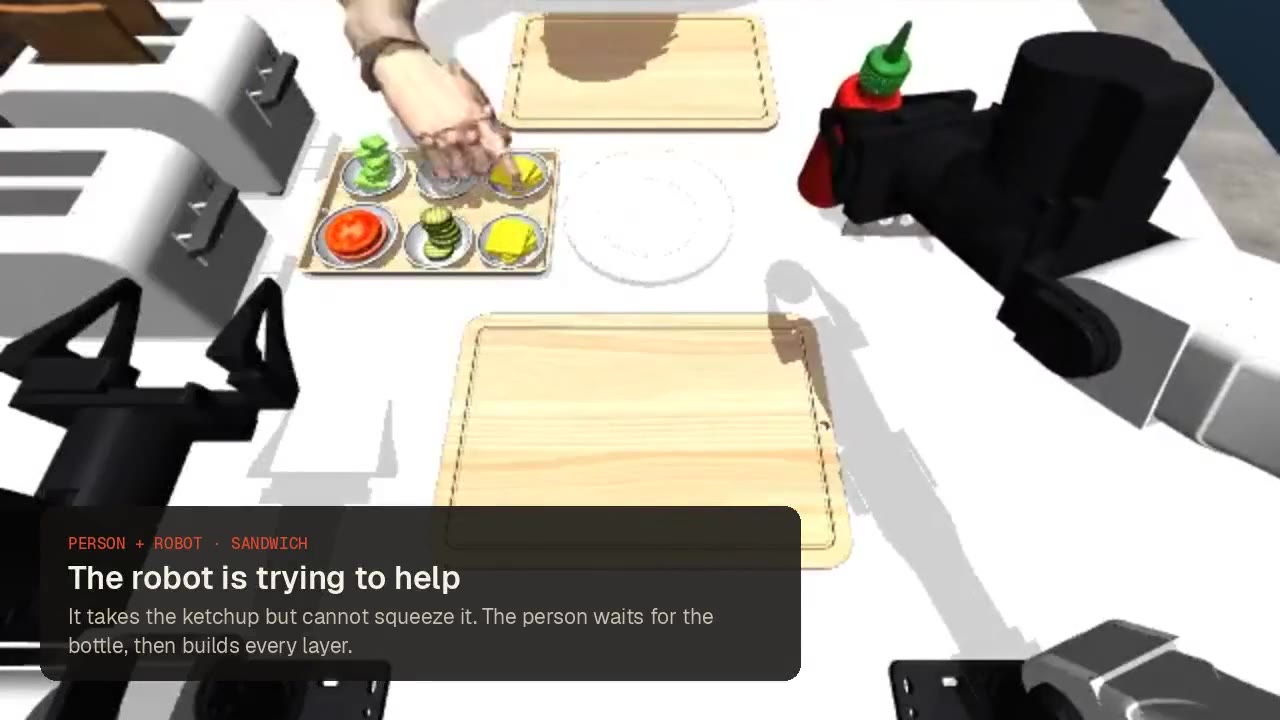 PERSON + ROBOT · SANDWICH
The robot is trying to help
It takes the ketchup but cannot squeeze it. The person waits for the
bottle, then builds every layer.